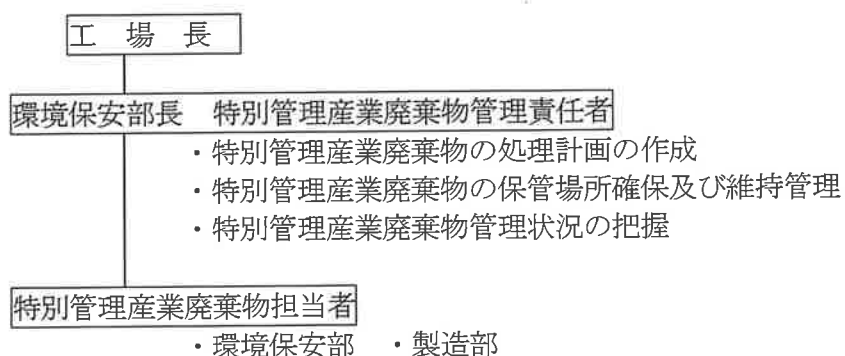 工　場　長
環境保安部長　特別管理産業廃棄物管理責任者
・特別管理産業廃棄物の処理計画の作成
・特別管理産業廃棄物の保管場所確保及び維持管理
・特別管理産業廃棄物管理状況の把握
特別管理産業廃棄物担当者
・環境保安部　・製造部